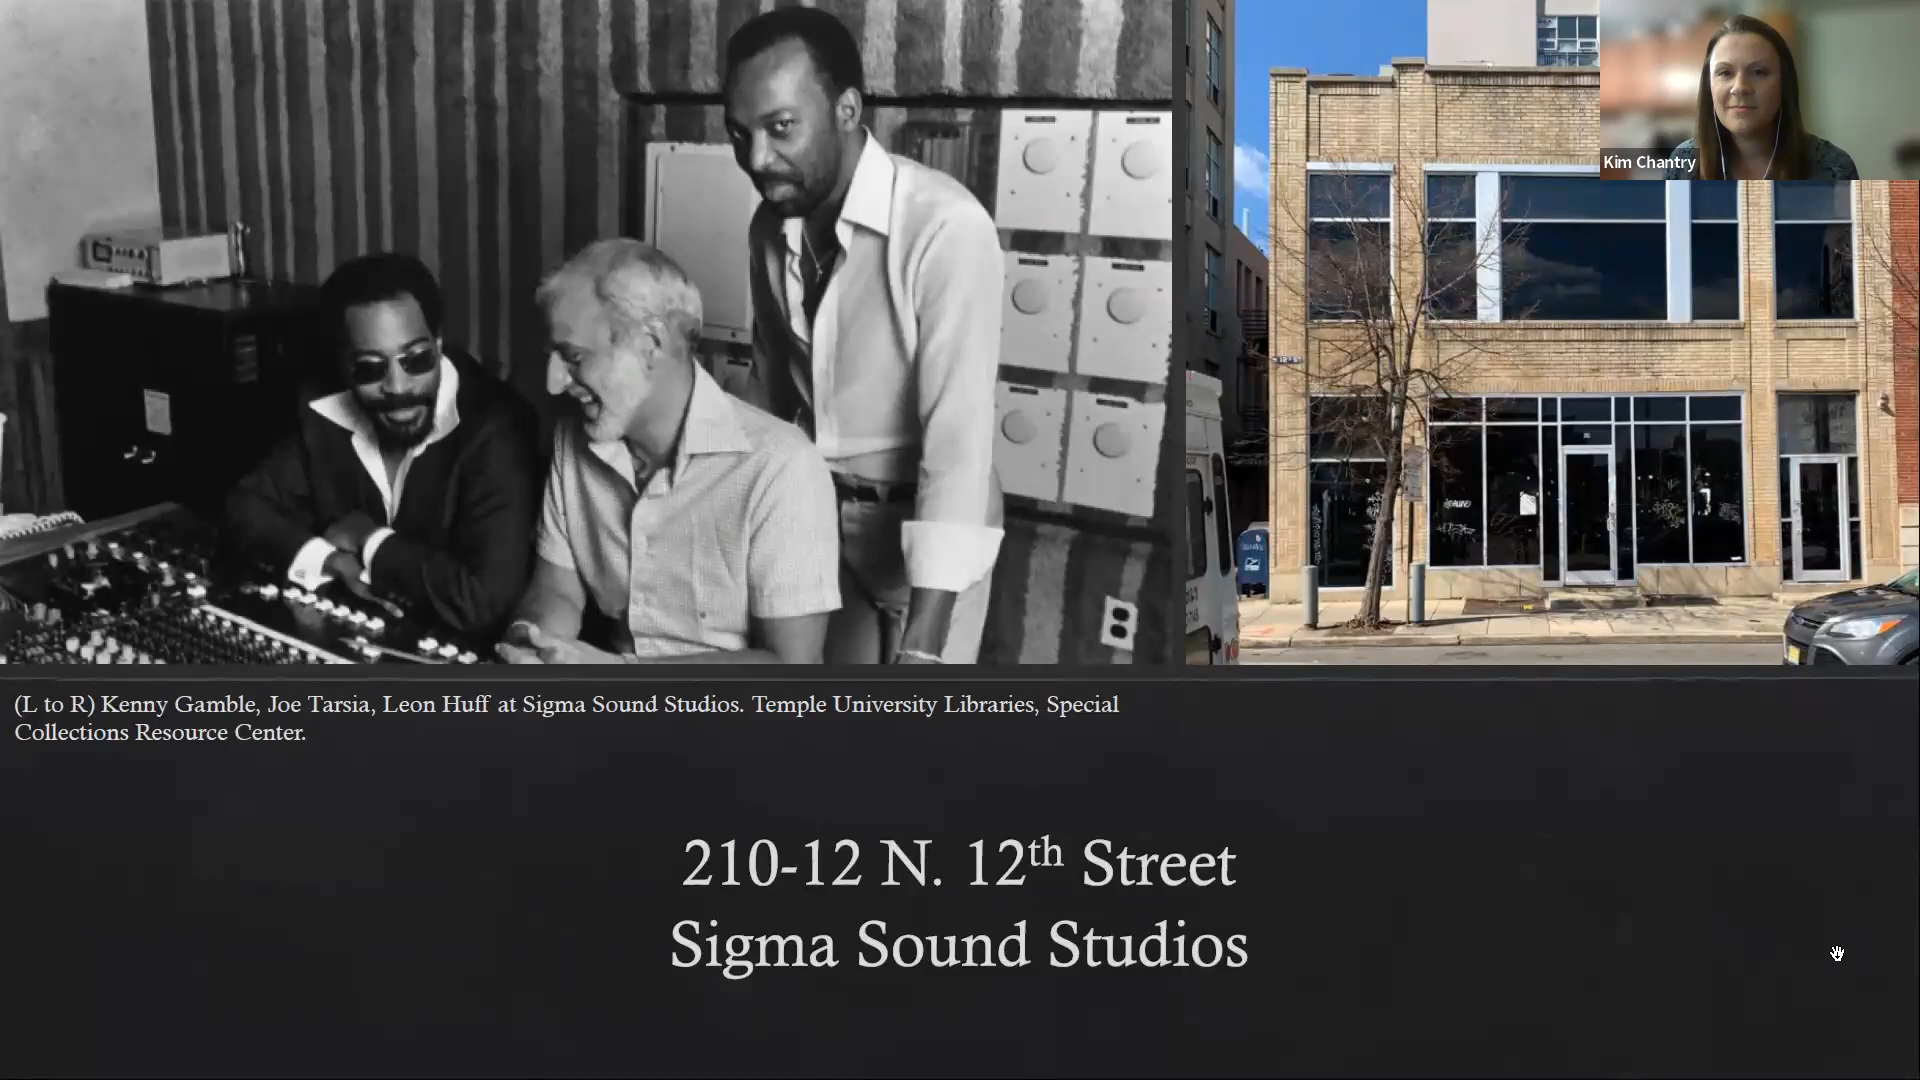 Kim Chantry
(L to R) Kenny Gamble, Joe Tarsia, Leon Huff at Sigma Sound Studios. Temple University Libraries, Special
Collections Resource Center.
210-12 N. 12th Street
Sigma Sound Studios